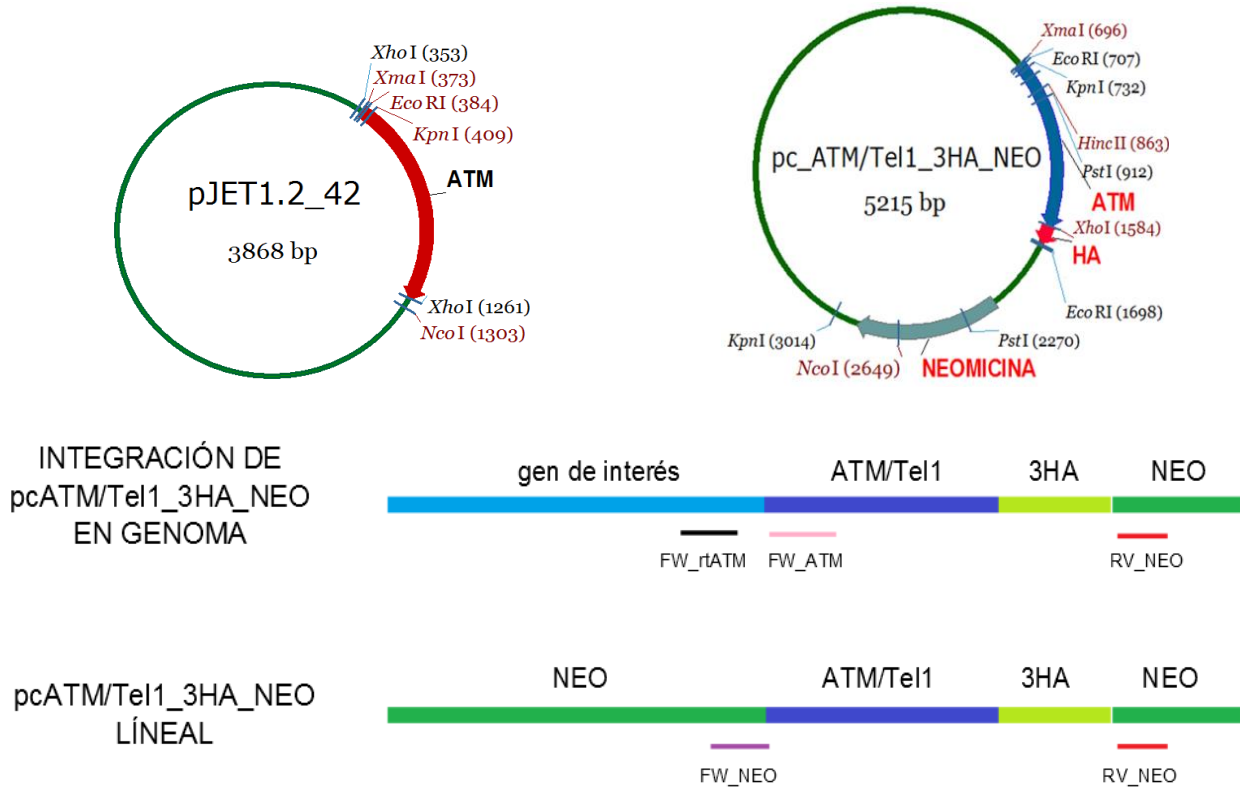 XhoI (353)
XmaI (373)
EcoRI (384)
KpnI (409)
ATM
pJET1.2_42
3868 bp
XhoI (1261)
NcoI (1303)
XmaI (696)
EcoRI (707)
KpnI (732)
HincII (863)
pc_ATM/Tel1_3HA_NEO
PstI (912)
5215 bp
ATM
XhoI (1584)
HA
EcoRI (1698)
KpnI (3014)
PstI (2270)
NcoI (2649)
NEOMICINA
INTEGRACIÓN DE
pcATM/Tel1_3HA_NEO
EN GENOMA
gen de interés
ATM/Tel1
3HA
NEO
FW_rtATM
FW_ATM
RV_NEO
pcATM/Tel1_3HA_NEO
LÍNEAL
NEO
ATM/Tel1
3HA
NEO
FW_NEO
RV_NEO